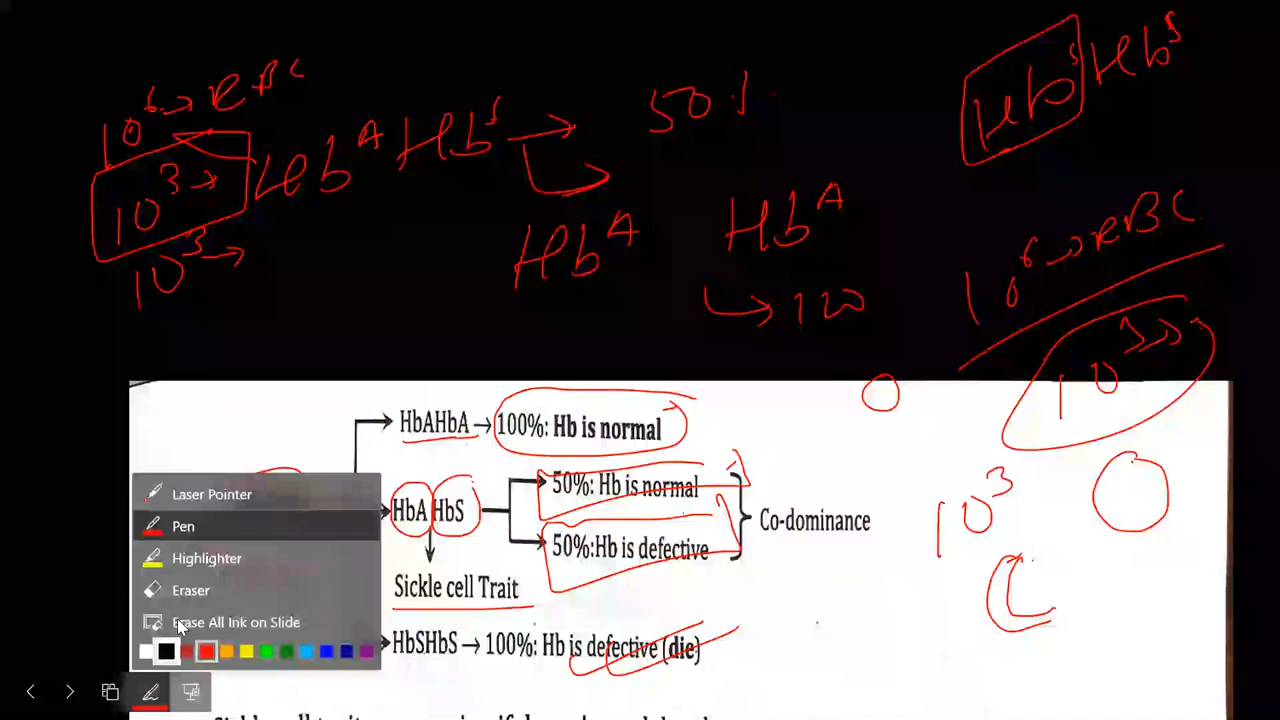 10⁶→ RBC
10³→
10³→
Hbᴬ Hbˢ →
50%
Hbᴬ
Hbᴬ
→ 100
Hbˢ Hbˢ
10⁶→ RBC
10³
10³
HbAHbA → 100%: Hb is normal
HbA HbS
50%: Hb is normal
50%:Hb is defective
Co-dominance
Sickle cell Trait
HbSHbS → 100%: Hb is defective (die)
Laser Pointer
Pen
Highlighter
Eraser
Erase All Ink on Slide